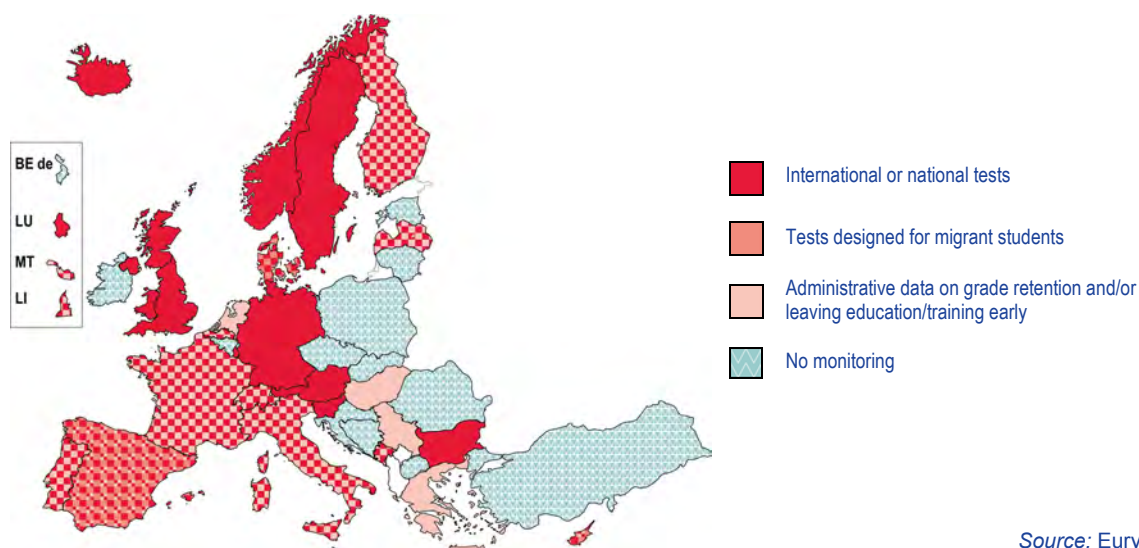 BE de
LU
MT
LI
International or national tests
Tests designed for migrant students
Administrative data on grade retention and/or
leaving education/training early
No monitoring
Source: Eury